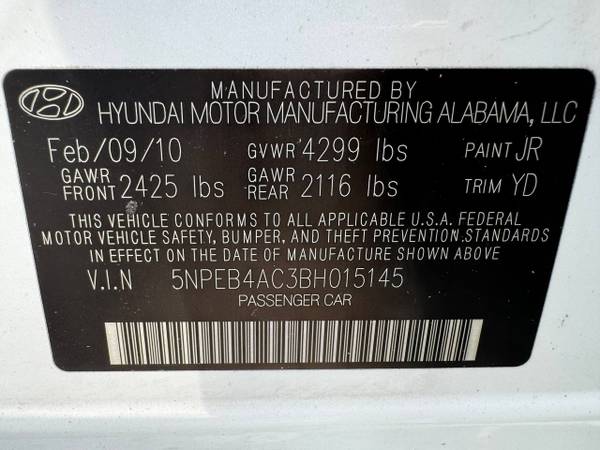 MANUFACTURED BY
HYUNDAI MOTOR MANUFACTURING ALABAMA, LLC
Feb/09/10 GVWR 4299 lbs PAINT JR
GAWR FRONT 2425 lbs GAWR REAR 2116 lbs TRIM YD
THIS VEHICLE CONFORMS TO ALL APPLICABLE U.S.A. FEDERAL
MOTOR VEHICLE SAFETY, BUMPER, AND THEFT PREVENTION STANDARDS
IN EFFECT ON THE DATE OF MANUFACTURE SHOWN ABOVE
V.I.N 5NPEB4AC3BH015145
PASSENGER CAR